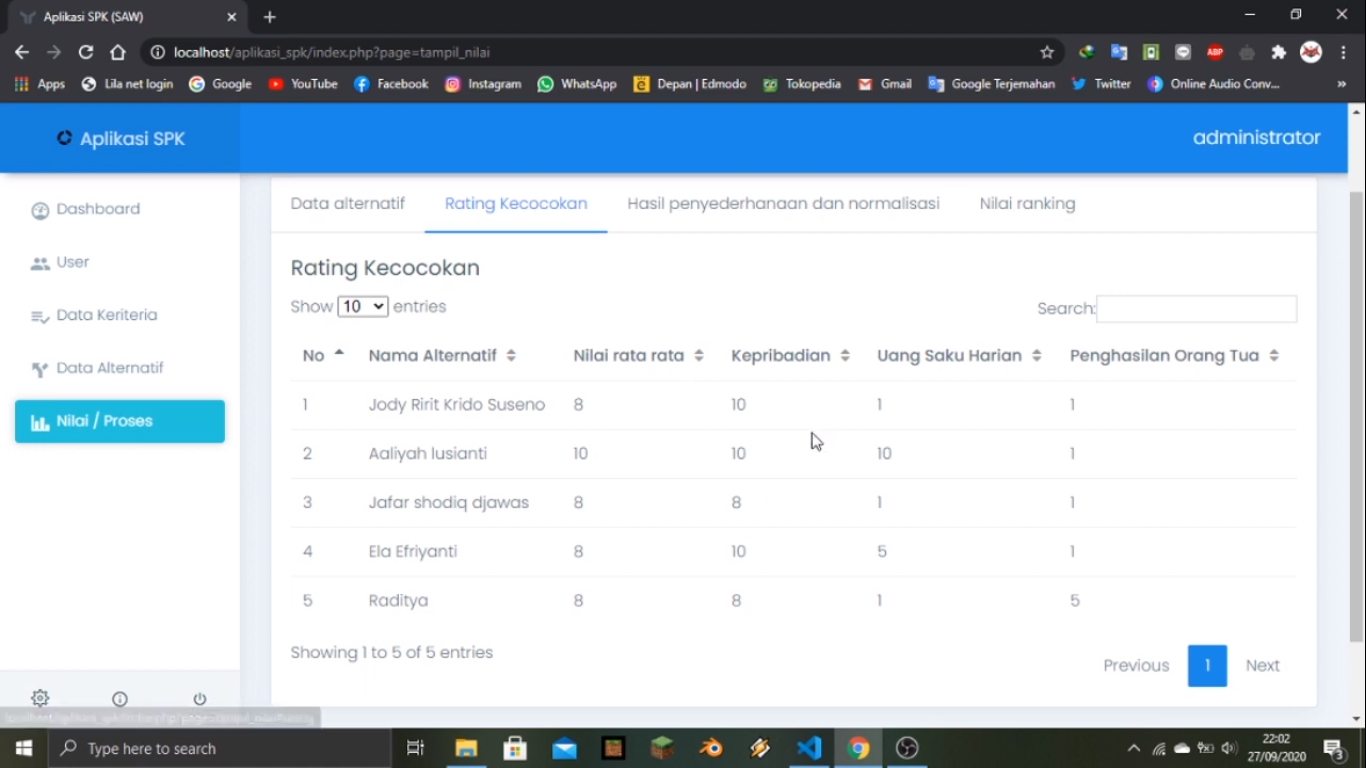 Aplikasi SPK (SAW)
localhost/aplikasi_spk/index.php?page=tampil_nilai
Apps Lila net login Google YouTube Facebook Instagram WhatsApp Depan | Edmodo Tokopedia Gmail Google Terjemahan Twitter Online Audio Conv... »
Aplikasi SPK administrator
Dashboard
User
Data Keriteria
Data Alternatif
Nilai / Proses
Data alternatif Rating Kecocokan Hasil penyederhanaan dan normalisasi Nilai ranking
Rating Kecocokan
Show 10 entries Search:
No Nama Alternatif Nilai rata rata Kepribadian Uang Saku Harian Penghasilan Orang Tua
1 Jody Ririt Krido Suseno 8 10 1 1
2 Aaliyah lusianti 10 10 10 1
3 Jafar shodiq djawas 8 8 1 1
4 Ela Efriyanti 8 10 5 1
5 Raditya 8 8 1 5
Showing 1 to 5 of 5 entries
Previous 1 Next
Type here to search
22:02
27/09/2020
3